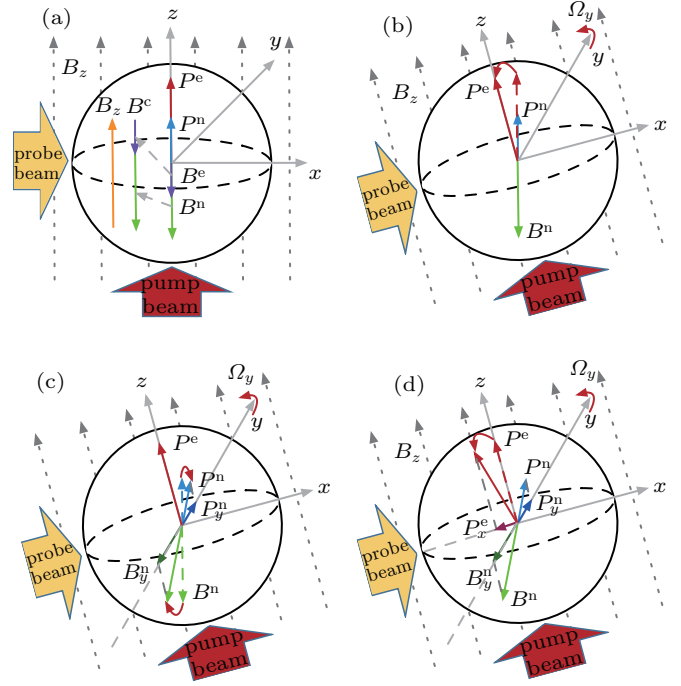 (a)
z
y
B_z
P^e
B_z B^c
P^n
probe
beam
x
B^e
B^n
pump
beam
(b)
Ω_y
z
y
P^e
B_z
P^n
x
probe
beam
B^n
pump
beam
(c)
Ω_y
z
y
P^e
P^n
x
P_y^n
probe
beam
B_y^n
B^n
pump
beam
(d)
Ω_y
z
y
P^e
B_z
P^n
x
P_x^e
P_y^n
probe
beam
B_y^n
B^n
pump
beam